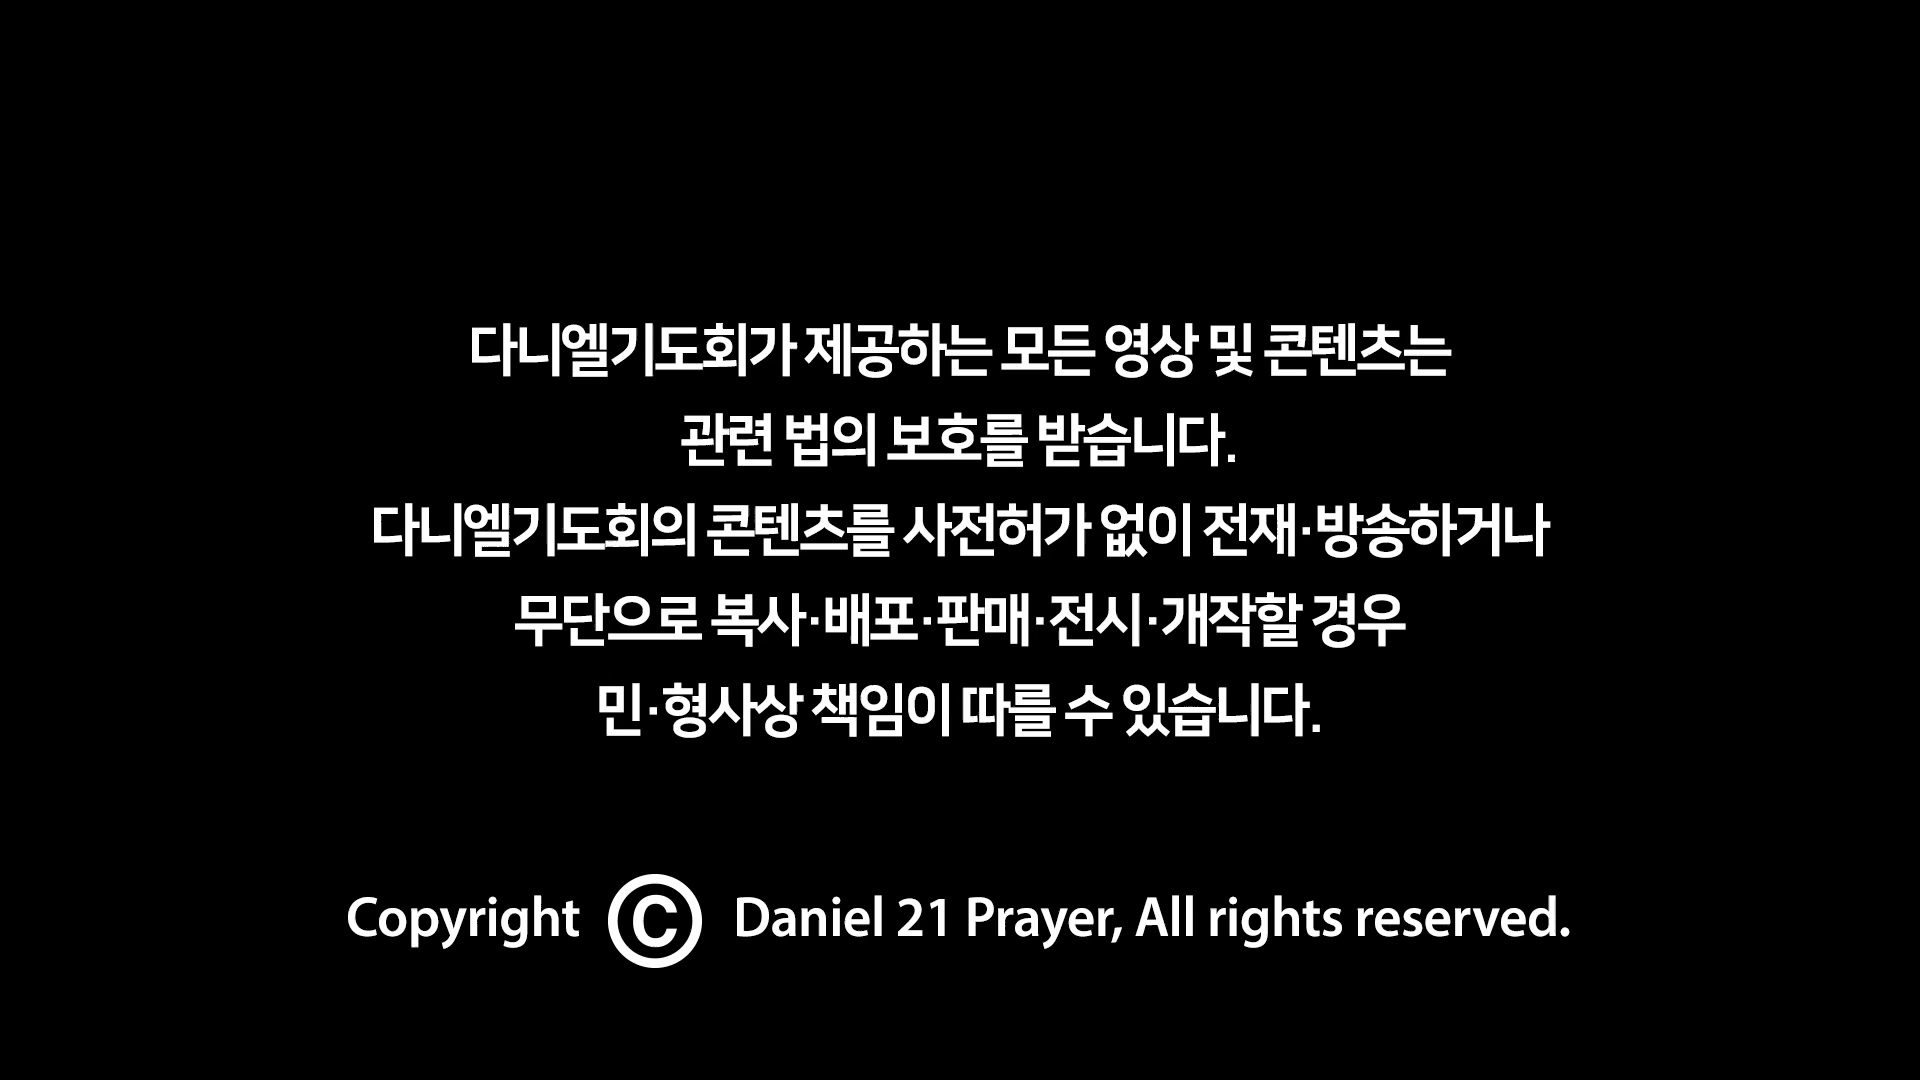 다니엘기도회가 제공하는 모든 영상 및 콘텐츠는
관련 법의 보호를 받습니다.
다니엘기도회의 콘텐츠를 사전허가 없이 전재·방송하거나
무단으로 복사·배포·판매·전시·개작할 경우
민·형사상 책임이 따를 수 있습니다.
Copyright © Daniel 21 Prayer, All rights reserved.